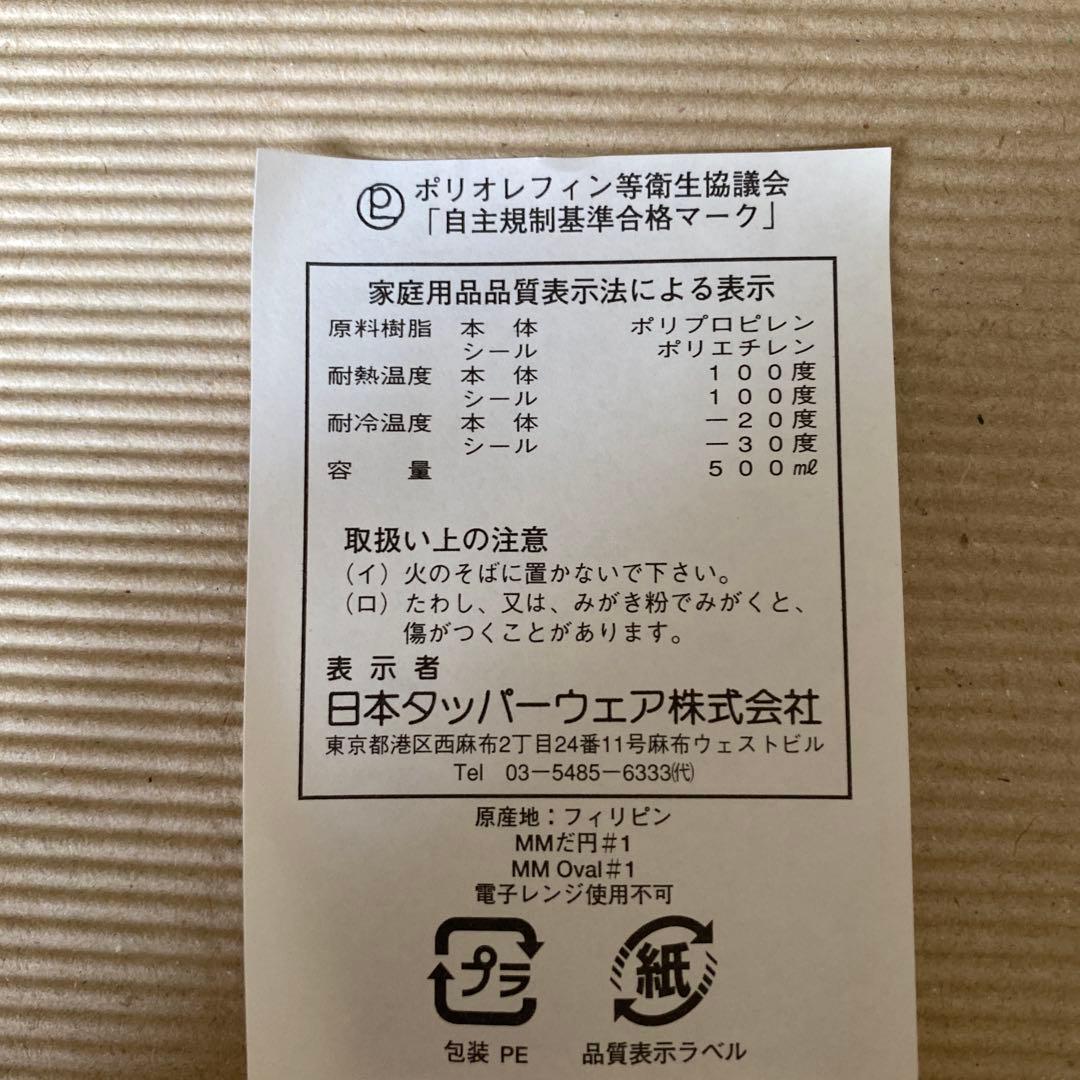 ポリオレフィン等衛生協議会
「自主規制基準合格マーク」
家庭用品品質表示法による表示
原料樹脂 本体 ポリプロピレン
シール ポリエチレン
耐熱温度 本体 100度
シール 100度
耐冷温度 本体 −20度
シール −30度
容量 500㎖
取扱い上の注意
(イ) 火のそばに置かないで下さい。
(ロ) たわし、又は、みがき粉でみがくと、
傷がつくことがあります。
表示者
日本タッパーウェア株式会社
東京都港区西麻布2丁目24番11号麻布ウェストビル
Tel 03−5485−6333㈹
原産地：フィリピン
MMだ円#1
MM Oval#1
電子レンジ使用不可
プラ 紙
包装 PE 品質表示ラベル